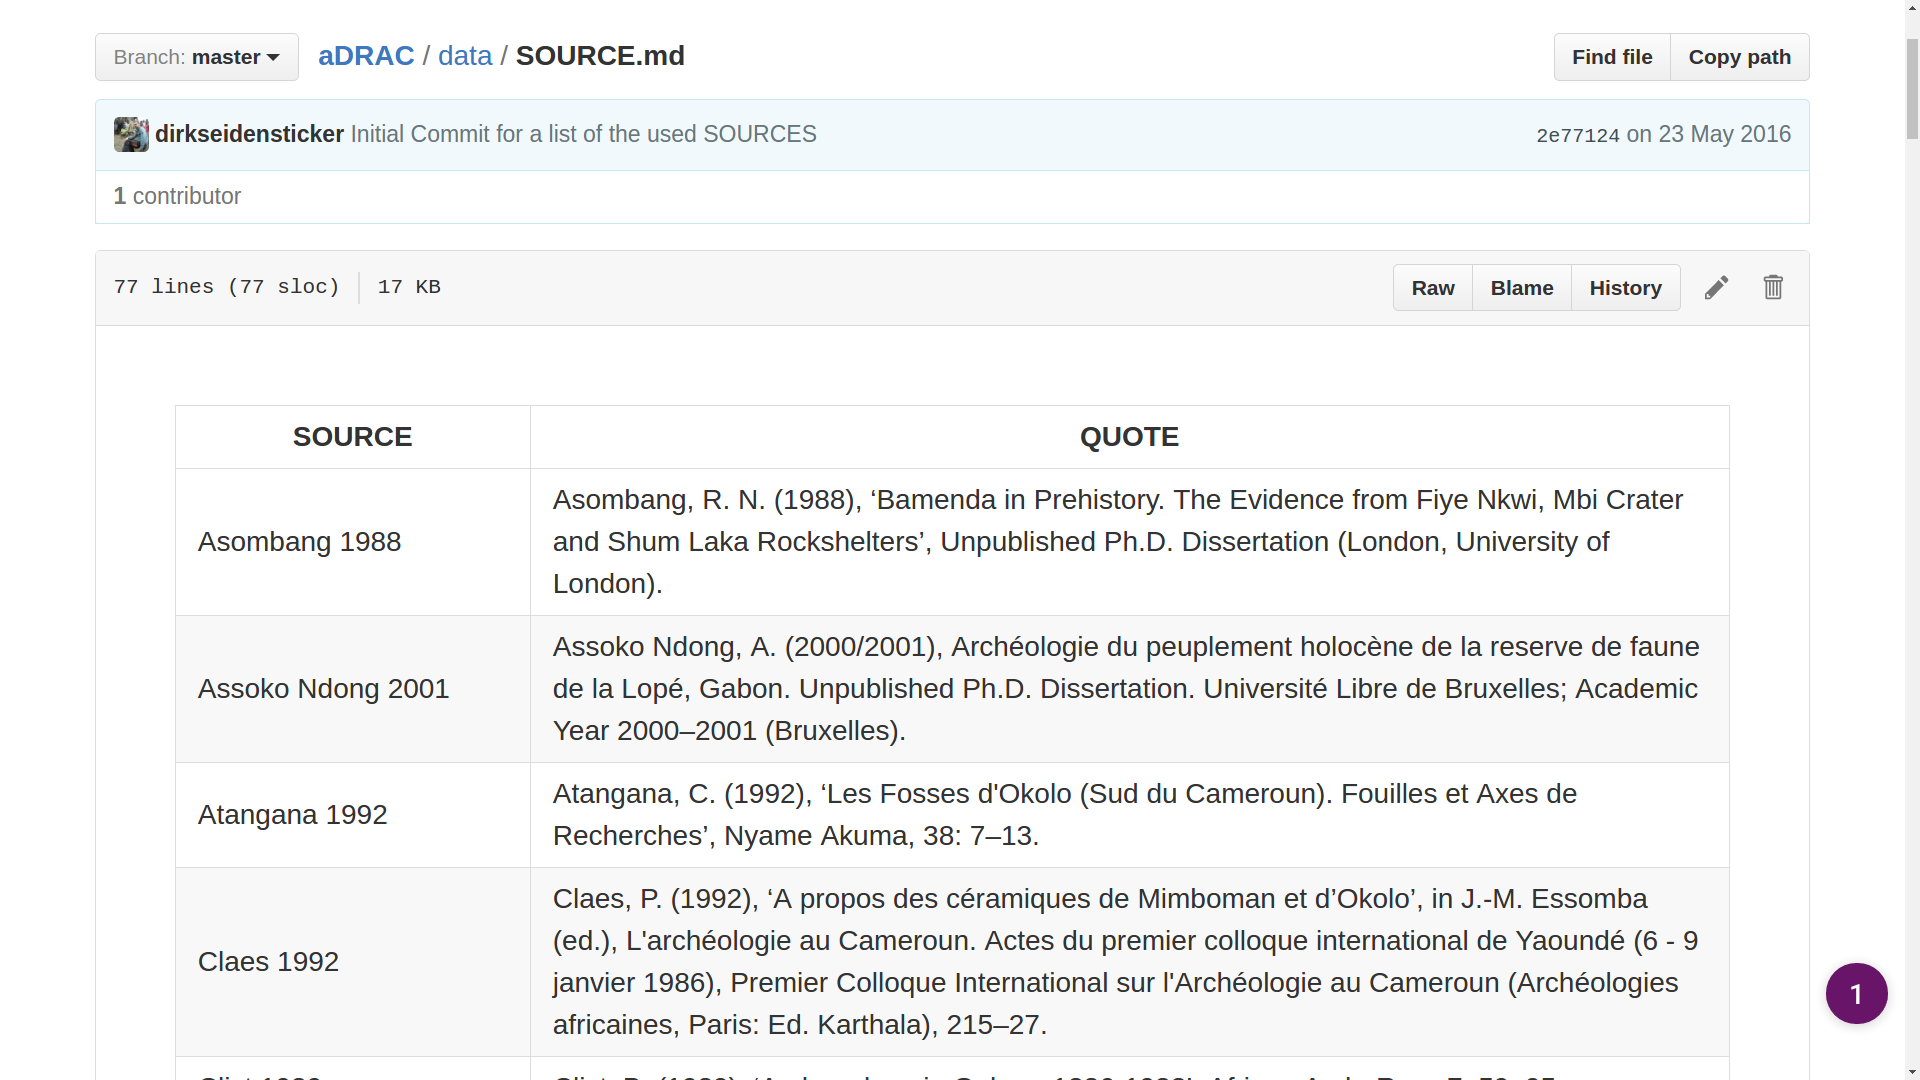 Branch: master
aDRAC / data / SOURCE.md
Find file
Copy path
dirkseidensticker Initial Commit for a list of the used SOURCES
2e77124 on 23 May 2016
1 contributor
77 lines (77 sloc)
17 KB
Raw
Blame
History
SOURCE
QUOTE
Asombang 1988
Asombang, R. N. (1988), ‘Bamenda in Prehistory. The Evidence from Fiye Nkwi, Mbi Crater
and Shum Laka Rockshelters’, Unpublished Ph.D. Dissertation (London, University of
London).
Assoko Ndong 2001
Assoko Ndong, A. (2000/2001), Archéologie du peuplement holocène de la reserve de faune
de la Lopé, Gabon. Unpublished Ph.D. Dissertation. Université Libre de Bruxelles; Academic
Year 2000–2001 (Bruxelles).
Atangana 1992
Atangana, C. (1992), ‘Les Fosses d'Okolo (Sud du Cameroun). Fouilles et Axes de
Recherches’, Nyame Akuma, 38: 7–13.
Claes 1992
Claes, P. (1992), ‘A propos des céramiques de Mimboman et d’Okolo’, in J.-M. Essomba
(ed.), L'archéologie au Cameroun. Actes du premier colloque international de Yaoundé (6 - 9
janvier 1986), Premier Colloque International sur l'Archéologie au Cameroun (Archéologies
africaines, Paris: Ed. Karthala), 215–27.
1